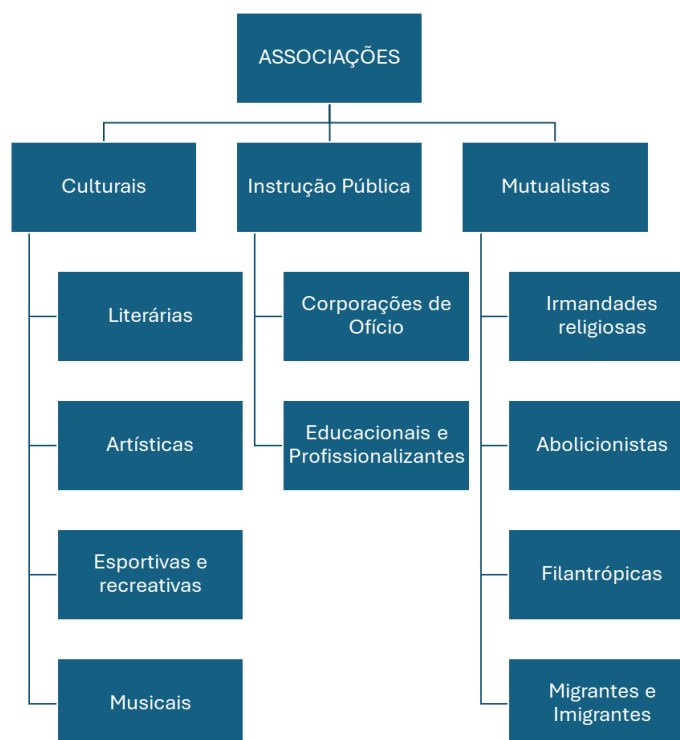 ASSOCIAÇÕES
Culturais
Literárias
Artísticas
Esportivas e
recreativas
Musicais
Instrução Pública
Corporações de
Ofício
Educacionais e
Profissionalizantes
Mutualistas
Irmandades
religiosas
Abolicionistas
Filantrópicas
Migrantes e
Imigrantes